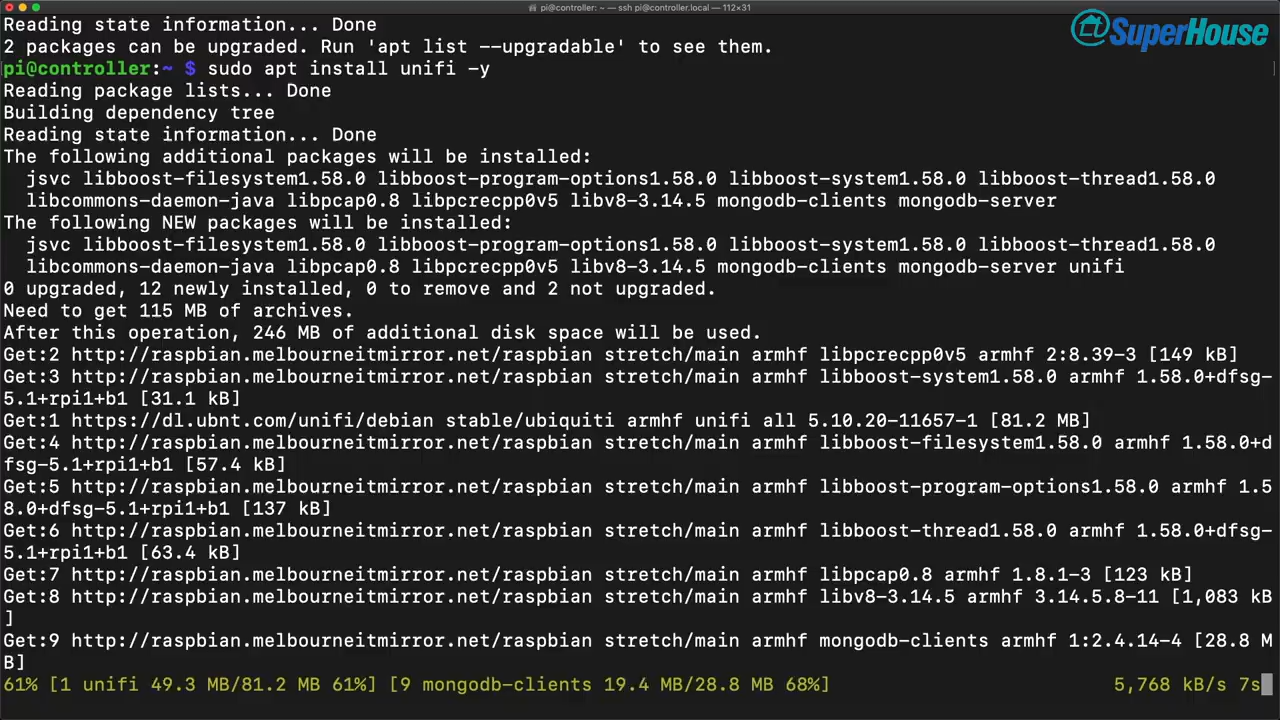 pi@controller: ~ — ssh pi@controller.local — 112×31
SuperHouse
Reading state information... Done
2 packages can be upgraded. Run 'apt list --upgradable' to see them.
pi@controller:~ $ sudo apt install unifi -y
Reading package lists... Done
Building dependency tree
Reading state information... Done
The following additional packages will be installed:
  jsvc libboost-filesystem1.58.0 libboost-program-options1.58.0 libboost-system1.58.0 libboost-thread1.58.0
  libcommons-daemon-java libpcap0.8 libpcrecpp0v5 libv8-3.14.5 mongodb-clients mongodb-server
The following NEW packages will be installed:
  jsvc libboost-filesystem1.58.0 libboost-program-options1.58.0 libboost-system1.58.0 libboost-thread1.58.0
  libcommons-daemon-java libpcap0.8 libpcrecpp0v5 libv8-3.14.5 mongodb-clients mongodb-server unifi
0 upgraded, 12 newly installed, 0 to remove and 2 not upgraded.
Need to get 115 MB of archives.
After this operation, 246 MB of additional disk space will be used.
Get:2 http://raspbian.melbourneitmirror.net/raspbian stretch/main armhf libpcrecpp0v5 armhf 2:8.39-3 [149 kB]
Get:3 http://raspbian.melbourneitmirror.net/raspbian stretch/main armhf libboost-system1.58.0 armhf 1.58.0+dfsg-
5.1+rpi1+b1 [31.1 kB]
Get:1 https://dl.ubnt.com/unifi/debian stable/ubiquiti armhf unifi all 5.10.20-11657-1 [81.2 MB]
Get:4 http://raspbian.melbourneitmirror.net/raspbian stretch/main armhf libboost-filesystem1.58.0 armhf 1.58.0+d
fsg-5.1+rpi1+b1 [57.4 kB]
Get:5 http://raspbian.melbourneitmirror.net/raspbian stretch/main armhf libboost-program-options1.58.0 armhf 1.5
8.0+dfsg-5.1+rpi1+b1 [137 kB]
Get:6 http://raspbian.melbourneitmirror.net/raspbian stretch/main armhf libboost-thread1.58.0 armhf 1.58.0+dfsg-
5.1+rpi1+b1 [63.4 kB]
Get:7 http://raspbian.melbourneitmirror.net/raspbian stretch/main armhf libpcap0.8 armhf 1.8.1-3 [123 kB]
Get:8 http://raspbian.melbourneitmirror.net/raspbian stretch/main armhf libv8-3.14.5 armhf 3.14.5.8-11 [1,083 kB
]
Get:9 http://raspbian.melbourneitmirror.net/raspbian stretch/main armhf mongodb-clients armhf 1:2.4.14-4 [28.8 M
B]
61% [1 unifi 49.3 MB/81.2 MB 61%] [9 mongodb-clients 19.4 MB/28.8 MB 68%] 5,768 kB/s 7s